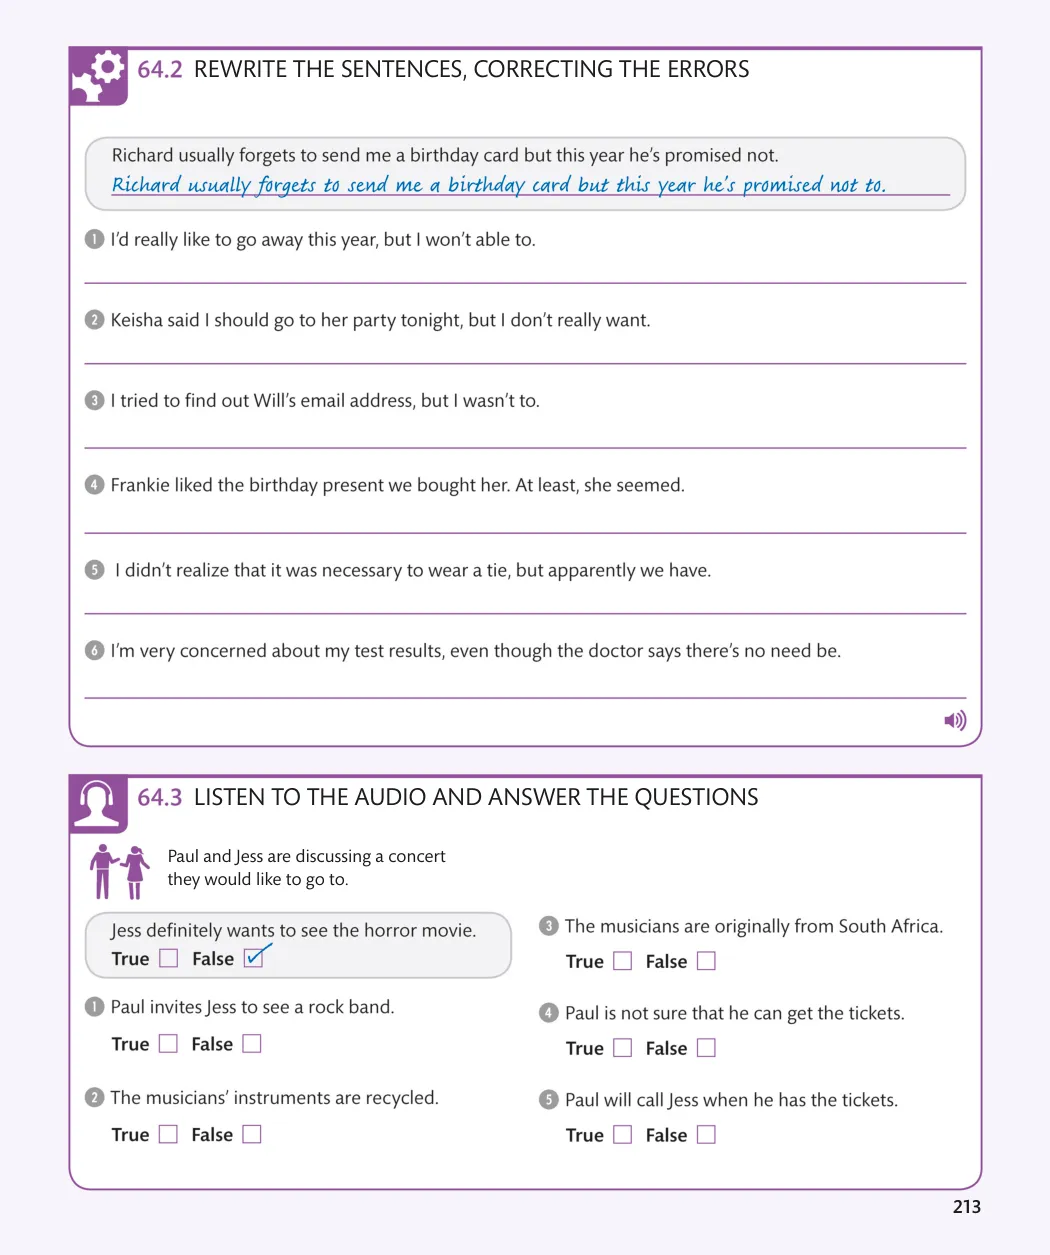 64.2 REWRITE THE SENTENCES, CORRECTING THE ERRORS
Richard usually forgets to send me a birthday card but this year he’s promised not.
Richard usually forgets to send me a birthday card but this year he’s promised not to.
1 I’d really like to go away this year, but I won’t able to.
2 Keisha said I should go to her party tonight, but I don’t really want.
3 I tried to find out Will’s email address, but I wasn’t to.
4 Frankie liked the birthday present we bought her. At least, she seemed.
5 I didn’t realize that it was necessary to wear a tie, but apparently we have.
6 I’m very concerned about my test results, even though the doctor says there’s no need be.
64.3 LISTEN TO THE AUDIO AND ANSWER THE QUESTIONS
Paul and Jess are discussing a concert
they would like to go to.
Jess definitely wants to see the horror movie.
True False
1 Paul invites Jess to see a rock band.
True False
2 The musicians’ instruments are recycled.
True False
3 The musicians are originally from South Africa.
True False
4 Paul is not sure that he can get the tickets.
True False
5 Paul will call Jess when he has the tickets.
True False
213